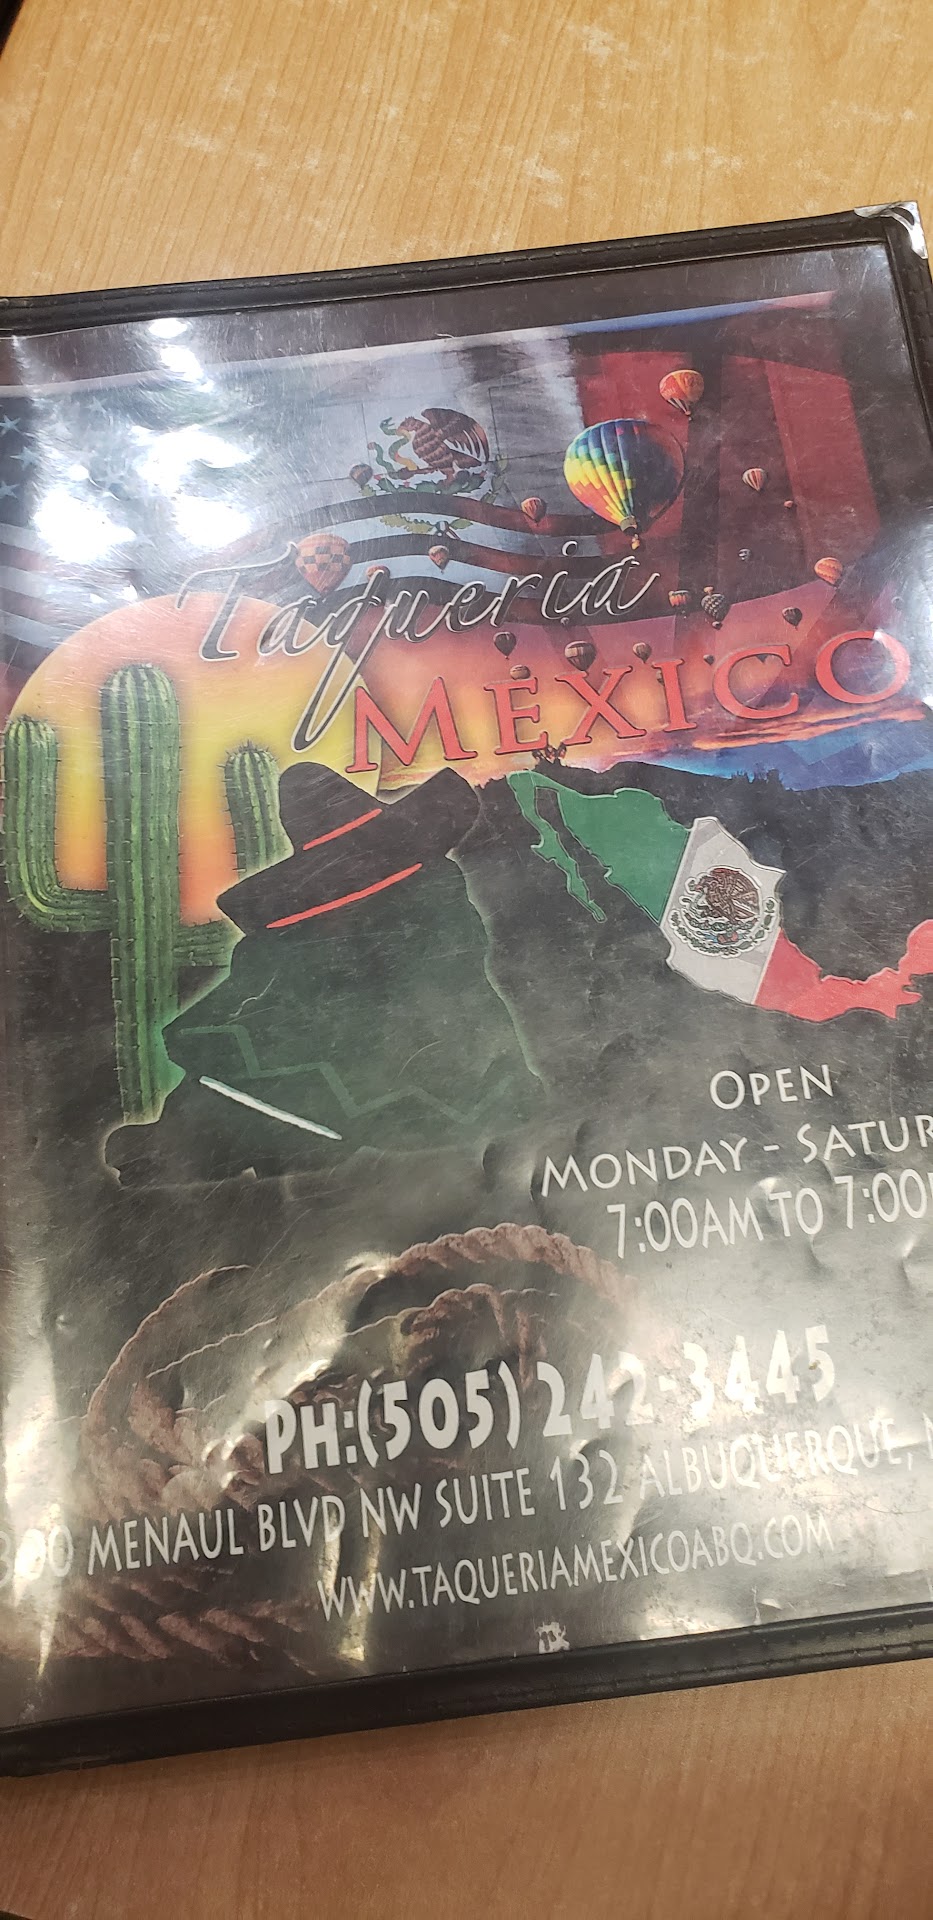 Taqueria
MEXICO
OPEN
MONDAY - SATUR
7:00AM TO 7:00
PH:(505) 242-3445
300 MENAUL BLVD NW SUITE 132 ALBUQUERQUE, N
WWW.TAQUERIAMEXICOABQ.COM